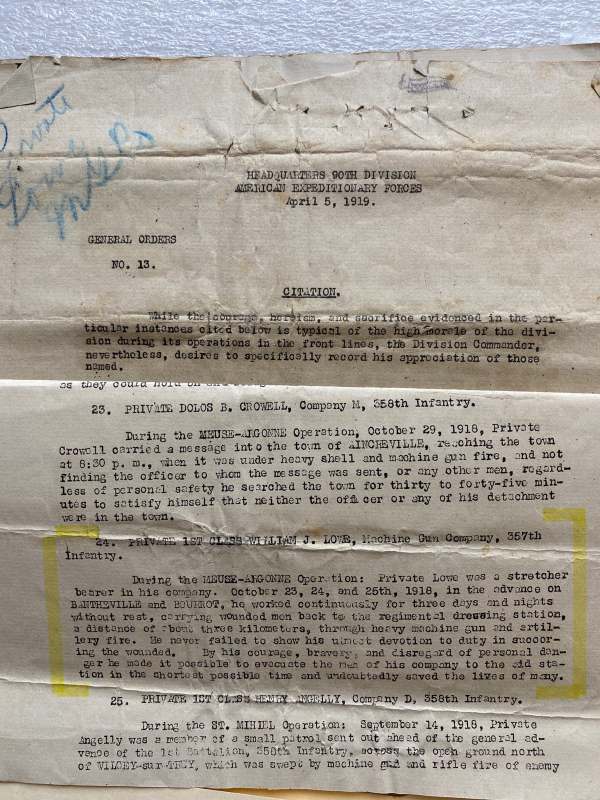 Private
Lowe
HEADQUARTERS 90TH DIVISION
AMERICAN EXPEDITIONARY FORCES
April 5, 1919.
GENERAL ORDERS
NO. 13.
CITATION.
While the courage, heroism, and sacrifice evidenced in the par-
ticular instances cited below is typical of the high morale of the divi-
sion during its operations in the front lines, the Division Commander,
nevertheless, desires to specifically record his appreciation of those
named.
as they could hold on and
23. PRIVATE DOLOS B. CROWELL, Company M, 358th Infantry.
During the MEUSE-ARGONNE Operation, October 29, 1918, Private
Crowell carried a message into the town of AINCREVILLE, reaching the town
at 8:30 p. m., when it was under heavy shell and machine gun fire, and not
finding the officer to whom the message was sent, or any other men, regard-
less of personal safety he searched the town for thirty to forty-five min-
utes to satisfy himself that neither the officer or any of his detachment
were in the town.
24. PRIVATE 1ST CLASS WILLIAM J. LOWE, Machine Gun Company, 357th
Infantry.
During the MEUSE-ARGONNE Operation: Private Lowe was a stretcher
bearer in his company. October 23, 24, and 25th, 1918, in the advance on
BANTHEVILLE and BOURROT, he worked continuously for three days and nights
without rest, carrying wounded men back to the regimental dressing station,
a distance of about three kilometers, through heavy machine gun and artil-
lery fire. He never failed to show his utmost devotion to duty in succor-
ing the wounded. By his courage, bravery, and disregard of personal dan-
ger he made it possible to evacuate the men of his company to the aid sta-
tion in the shortest possible time and undoubtedly saved the lives of many.
25. PRIVATE 1ST CLASS HENRY ANGELLY, Company D, 358th Infantry.
During the ST. MIHIEL Operation: September 14, 1918, Private
Angelly was a member of a small patrol sent out ahead of the general ad-
vance of the 1st Battalion, 358th Infantry, across the open ground north
of VILCEY-sur-TREY, which was swept by machine gun and rifle fire of enemy